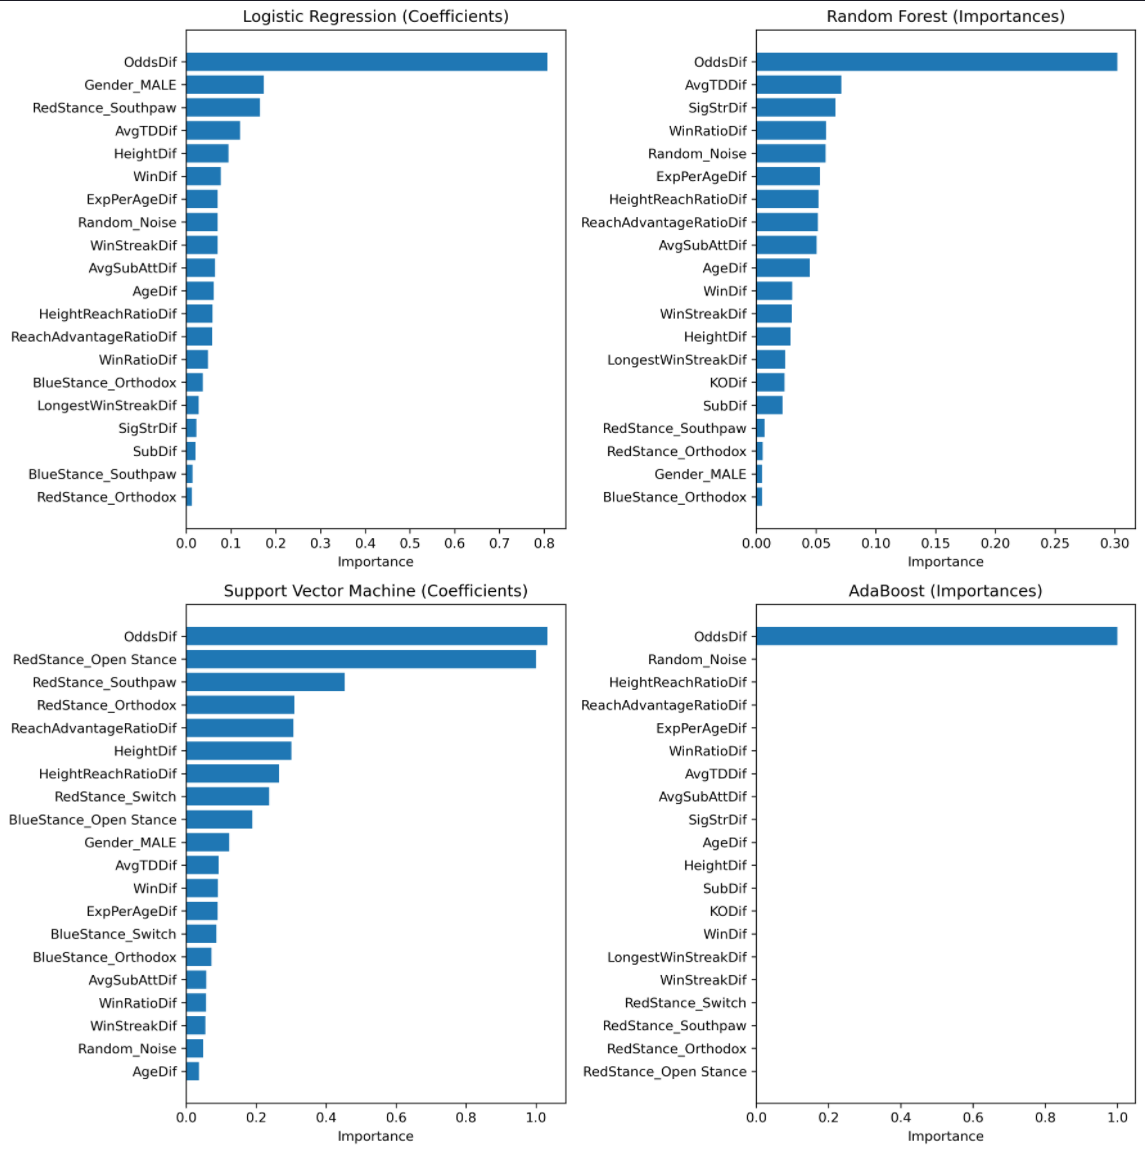 Logistic Regression (Coefficients)
OddsDif
Gender_MALE
RedStance_Southpaw
AvgTDDif
HeightDif
WinDif
ExpPerAgeDif
Random_Noise
WinStreakDif
AvgSubAttDif
AgeDif
HeightReachRatioDif
ReachAdvantageRatioDif
WinRatioDif
BlueStance_Orthodox
LongestWinStreakDif
SigStrDif
SubDif
BlueStance_Southpaw
RedStance_Orthodox
0.0 0.1 0.2 0.3 0.4 0.5 0.6 0.7 0.8
Importance
Random Forest (Importances)
OddsDif
AvgTDDif
SigStrDif
WinRatioDif
Random_Noise
ExpPerAgeDif
HeightReachRatioDif
ReachAdvantageRatioDif
AvgSubAttDif
AgeDif
WinDif
WinStreakDif
HeightDif
LongestWinStreakDif
KODif
SubDif
RedStance_Southpaw
RedStance_Orthodox
Gender_MALE
BlueStance_Orthodox
0.00 0.05 0.10 0.15 0.20 0.25 0.30
Importance
Support Vector Machine (Coefficients)
OddsDif
RedStance_Open Stance
RedStance_Southpaw
RedStance_Orthodox
ReachAdvantageRatioDif
HeightDif
HeightReachRatioDif
RedStance_Switch
BlueStance_Open Stance
Gender_MALE
AvgTDDif
WinDif
ExpPerAgeDif
BlueStance_Switch
BlueStance_Orthodox
AvgSubAttDif
WinRatioDif
WinStreakDif
Random_Noise
AgeDif
0.0 0.2 0.4 0.6 0.8 1.0
Importance
AdaBoost (Importances)
OddsDif
Random_Noise
HeightReachRatioDif
ReachAdvantageRatioDif
ExpPerAgeDif
WinRatioDif
AvgTDDif
AvgSubAttDif
SigStrDif
AgeDif
HeightDif
SubDif
KODif
WinDif
LongestWinStreakDif
WinStreakDif
RedStance_Switch
RedStance_Southpaw
RedStance_Orthodox
RedStance_Open Stance
0.0 0.2 0.4 0.6 0.8 1.0
Importance